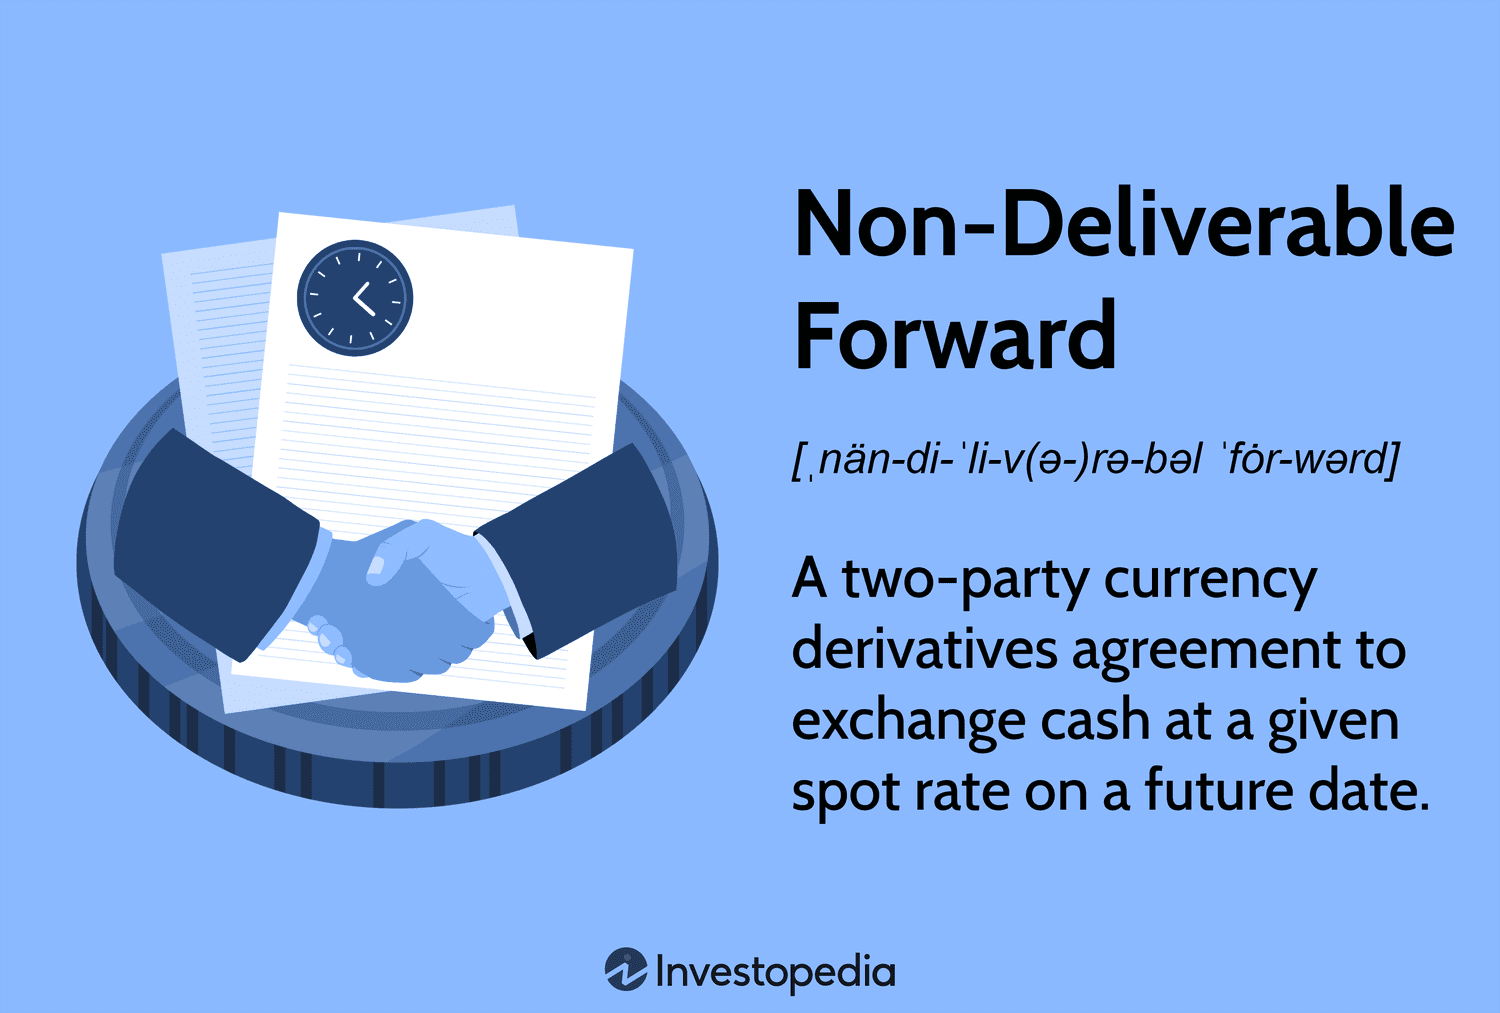 Non-Deliverable
Forward
[ˌnän-di-ˈli-v(ə-)rə-bəl ˈfȯr-wərd]
A two-party currency
derivatives agreement to
exchange cash at a given
spot rate on a future date.
Investopedia